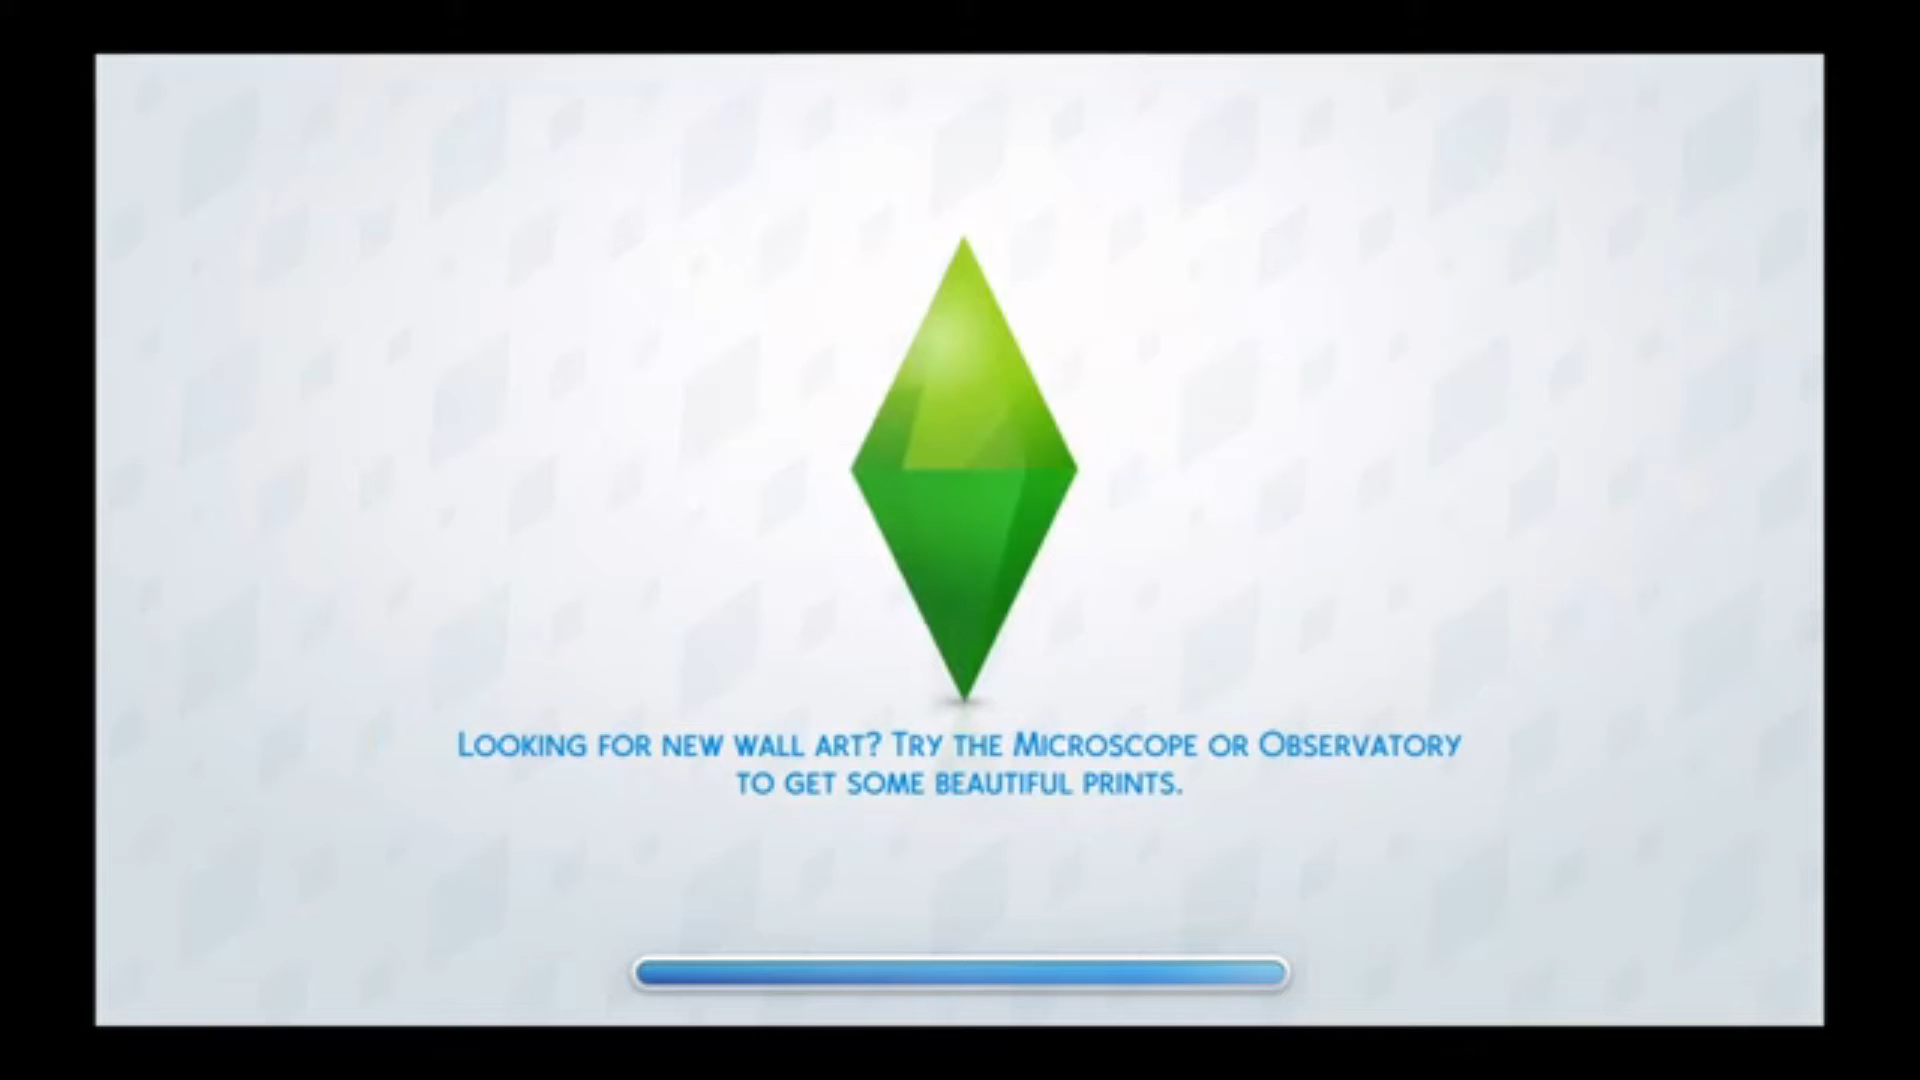 Looking for new wall art? Try the Microscope or Observatory
to get some beautiful prints.